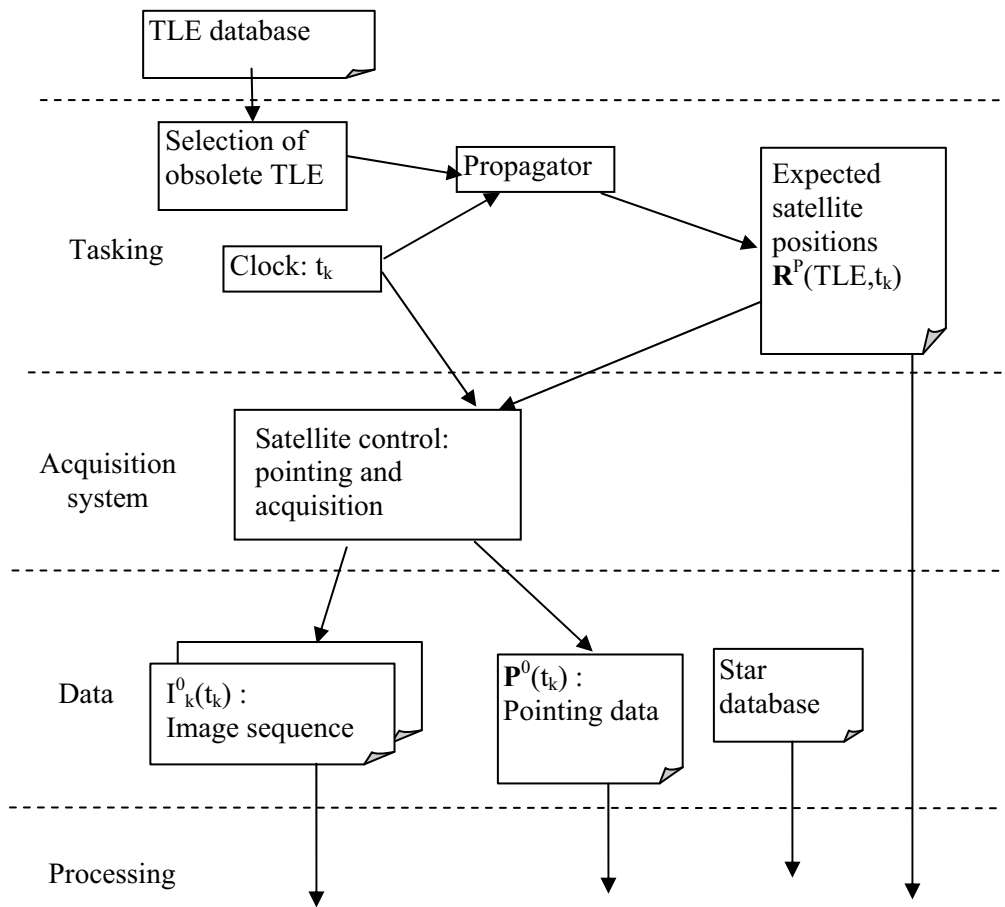 TLE database
Selection of
obsolete TLE
Propagator
Expected
satellite
positions
R^P(TLE,t_k)
Tasking
Clock: t_k
Satellite control:
pointing and
acquisition
Acquisition
system
Data
I^0_k(t_k) :
Image sequence
P^0(t_k) :
Pointing data
Star
database
Processing